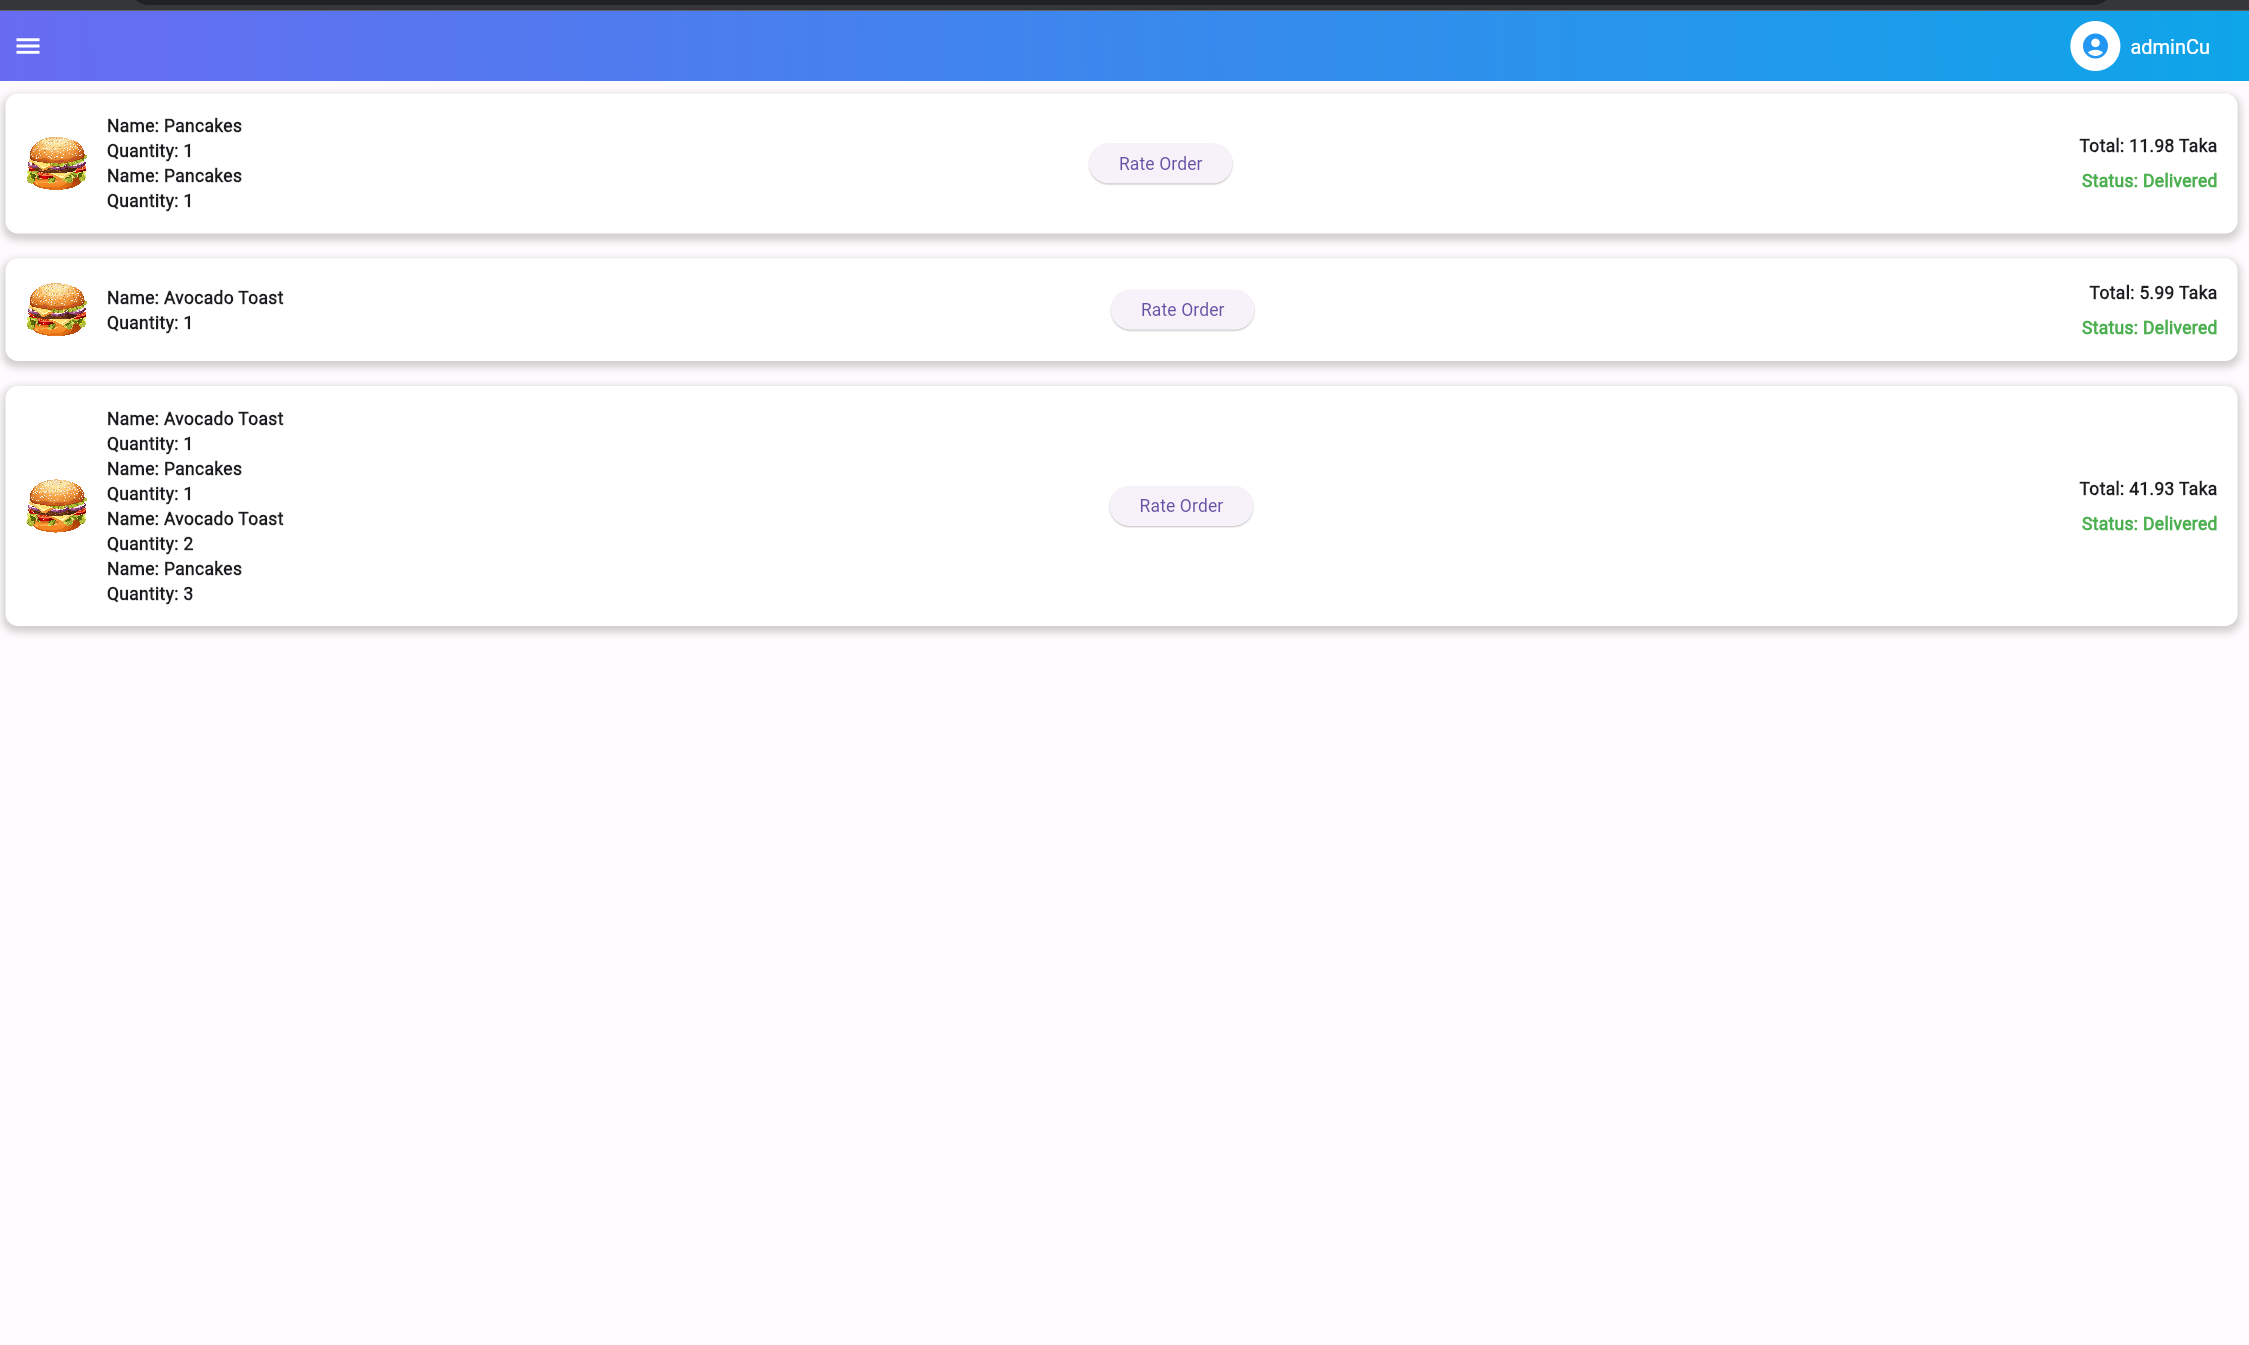 adminCu
Name: Pancakes
Quantity: 1
Name: Pancakes
Quantity: 1
Rate Order
Total: 11.98 Taka
Status: Delivered
Name: Avocado Toast
Quantity: 1
Rate Order
Total: 5.99 Taka
Status: Delivered
Name: Avocado Toast
Quantity: 1
Name: Pancakes
Quantity: 1
Name: Avocado Toast
Quantity: 2
Name: Pancakes
Quantity: 3
Rate Order
Total: 41.93 Taka
Status: Delivered